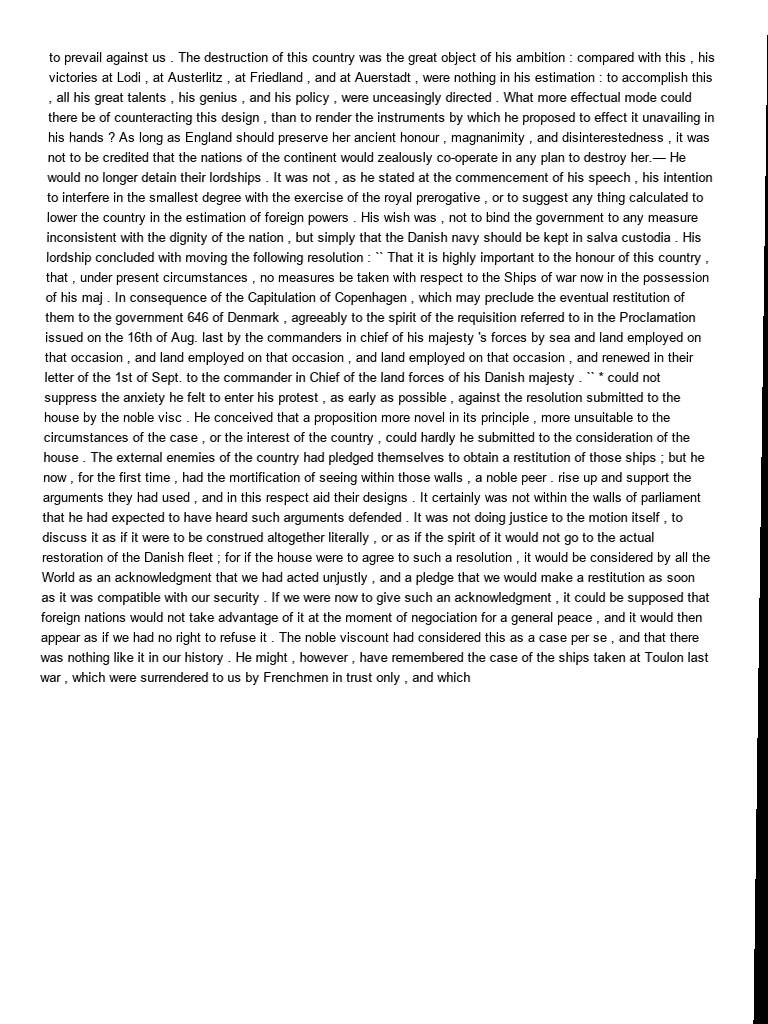 to prevail against us . The destruction of this country was the great object of his ambition : compared with this , his
victories at Lodi , at Austerlitz , at Friedland , and at Auerstadt , were nothing in his estimation : to accomplish this
, all his great talents , his genius , and his policy , were unceasingly directed . What more effectual mode could
there be of counteracting this design , than to render the instruments by which he proposed to effect it unavailing in
his hands ? As long as England should preserve her ancient honour , magnanimity , and disinterestedness , it was
not to be credited that the nations of the continent would zealously co-operate in any plan to destroy her.— He
would no longer detain their lordships . It was not , as he stated at the commencement of his speech , his intention
to interfere in the smallest degree with the exercise of the royal prerogative , or to suggest any thing calculated to
lower the country in the estimation of foreign powers . His wish was , not to bind the government to any measure
inconsistent with the dignity of the nation , but simply that the Danish navy should be kept in salva custodia . His
lordship concluded with moving the following resolution : `` That it is highly important to the honour of this country ,
that , under present circumstances , no measures be taken with respect to the Ships of war now in the possession
of his maj . In consequence of the Capitulation of Copenhagen , which may preclude the eventual restitution of
them to the government 646 of Denmark , agreeably to the spirit of the requisition referred to in the Proclamation
issued on the 16th of Aug. last by the commanders in chief of his majesty 's forces by sea and land employed on
that occasion , and land employed on that occasion , and land employed on that occasion , and renewed in their
letter of the 1st of Sept. to the commander in Chief of the land forces of his Danish majesty . `` * could not
suppress the anxiety he felt to enter his protest , as early as possible , against the resolution submitted to the
house by the noble visc . He conceived that a proposition more novel in its principle , more unsuitable to the
circumstances of the case , or the interest of the country , could hardly he submitted to the consideration of the
house . The external enemies of the country had pledged themselves to obtain a restitution of those ships ; but he
now , for the first time , had the mortification of seeing within those walls , a noble peer . rise up and support the
arguments they had used , and in this respect aid their designs . It certainly was not within the walls of parliament
that he had expected to have heard such arguments defended . It was not doing justice to the motion itself , to
discuss it as if it were to be construed altogether literally , or as if the spirit of it would not go to the actual
restoration of the Danish fleet ; for if the house were to agree to such a resolution , it would be considered by all the
World as an acknowledgment that we had acted unjustly , and a pledge that we would make a restitution as soon
as it was compatible with our security . If we were now to give such an acknowledgment , it could be supposed that
foreign nations would not take advantage of it at the moment of negociation for a general peace , and it would then
appear as if we had no right to refuse it . The noble viscount had considered this as a case per se , and that there
was nothing like it in our history . He might , however , have remembered the case of the ships taken at Toulon last
war , which were surrendered to us by Frenchmen in trust only , and which